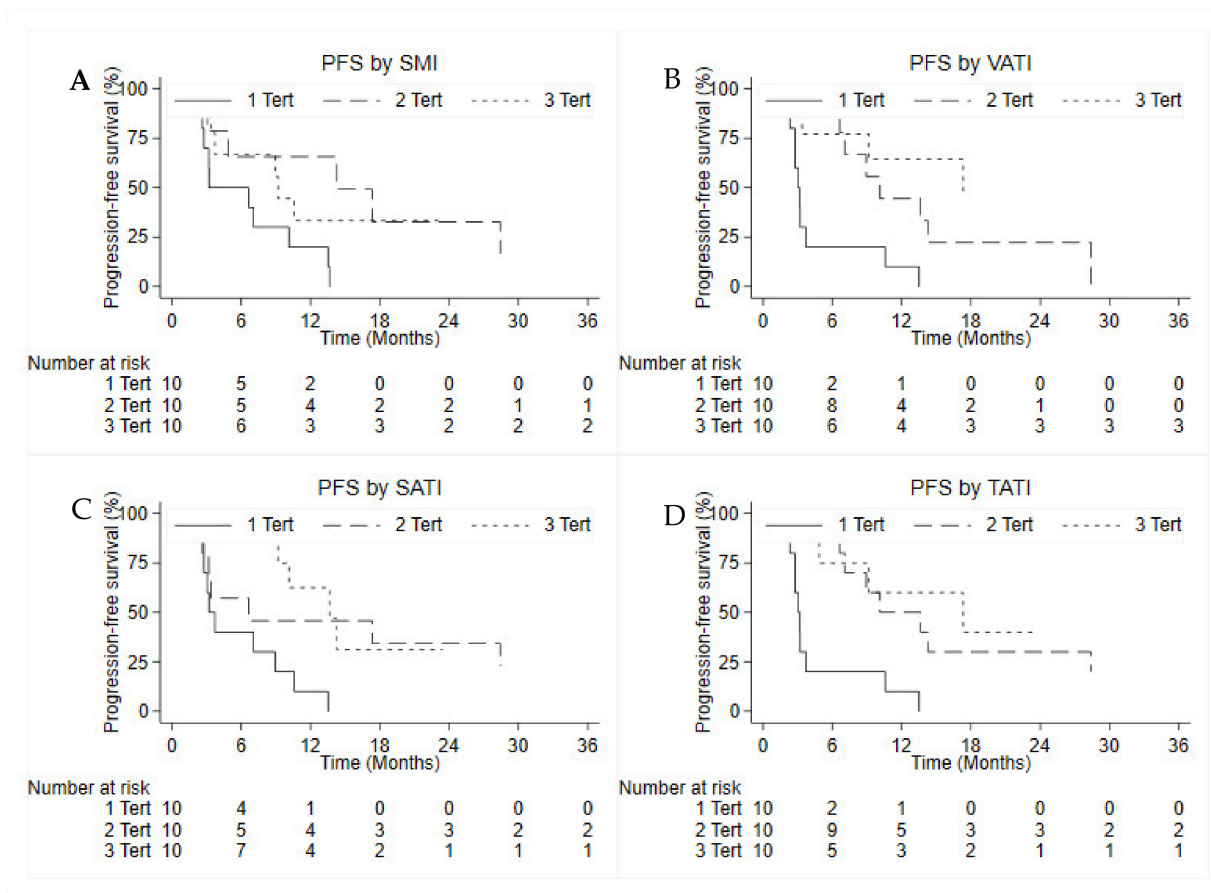 A
PFS by SMI
Progression-free survival (%)
100
75
50
25
0
1 Tert 2 Tert 3 Tert
0 6 12 18 24 30 36
Time (Months)
Number at risk
1 Tert 10 5 2 0 0 0 0
2 Tert 10 5 4 2 2 1 1
3 Tert 10 6 3 3 2 2 2
B
PFS by VATI
Progression-free survival (%)
100
75
50
25
0
1 Tert 2 Tert 3 Tert
0 6 12 18 24 30 36
Time (Months)
Number at risk
1 Tert 10 2 1 0 0 0 0
2 Tert 10 8 4 2 1 0 0
3 Tert 10 6 4 3 3 3 3
C
PFS by SATI
Progression-free survival (%)
100
75
50
25
0
1 Tert 2 Tert 3 Tert
0 6 12 18 24 30 36
Time (Months)
Number at risk
1 Tert 10 4 1 0 0 0 0
2 Tert 10 5 4 3 3 2 2
3 Tert 10 7 4 2 1 1 1
D
PFS by TATI
Progression-free survival (%)
100
75
50
25
0
1 Tert 2 Tert 3 Tert
0 6 12 18 24 30 36
Time (Months)
Number at risk
1 Tert 10 2 1 0 0 0 0
2 Tert 10 9 5 3 3 2 2
3 Tert 10 5 3 2 1 1 1